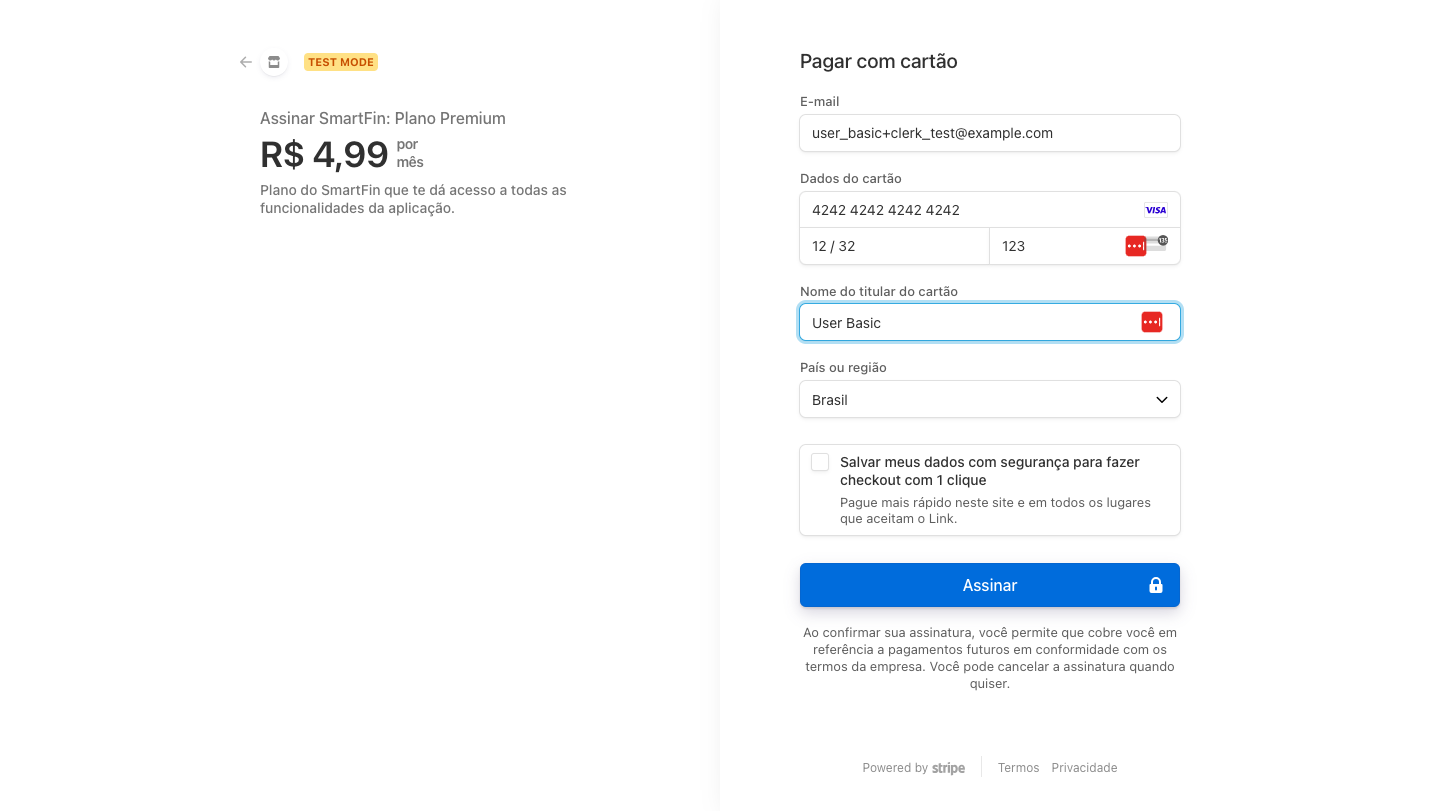 TEST MODE
Assinar SmartFin: Plano Premium
R$ 4,99 por
mês
Plano do SmartFin que te dá acesso a todas as
funcionalidades da aplicação.
Pagar com cartão
E-mail
user_basic+clerk_test@example.com
Dados do cartão
4242 4242 4242 4242 VISA
12 / 32 123
Nome do titular do cartão
User Basic
País ou região
Brasil
Salvar meus dados com segurança para fazer
checkout com 1 clique
Pague mais rápido neste site e em todos os lugares
que aceitam o Link.
Assinar
Ao confirmar sua assinatura, você permite que cobre você em
referência a pagamentos futuros em conformidade com os
termos da empresa. Você pode cancelar a assinatura quando
quiser.
Powered by stripe Termos Privacidade